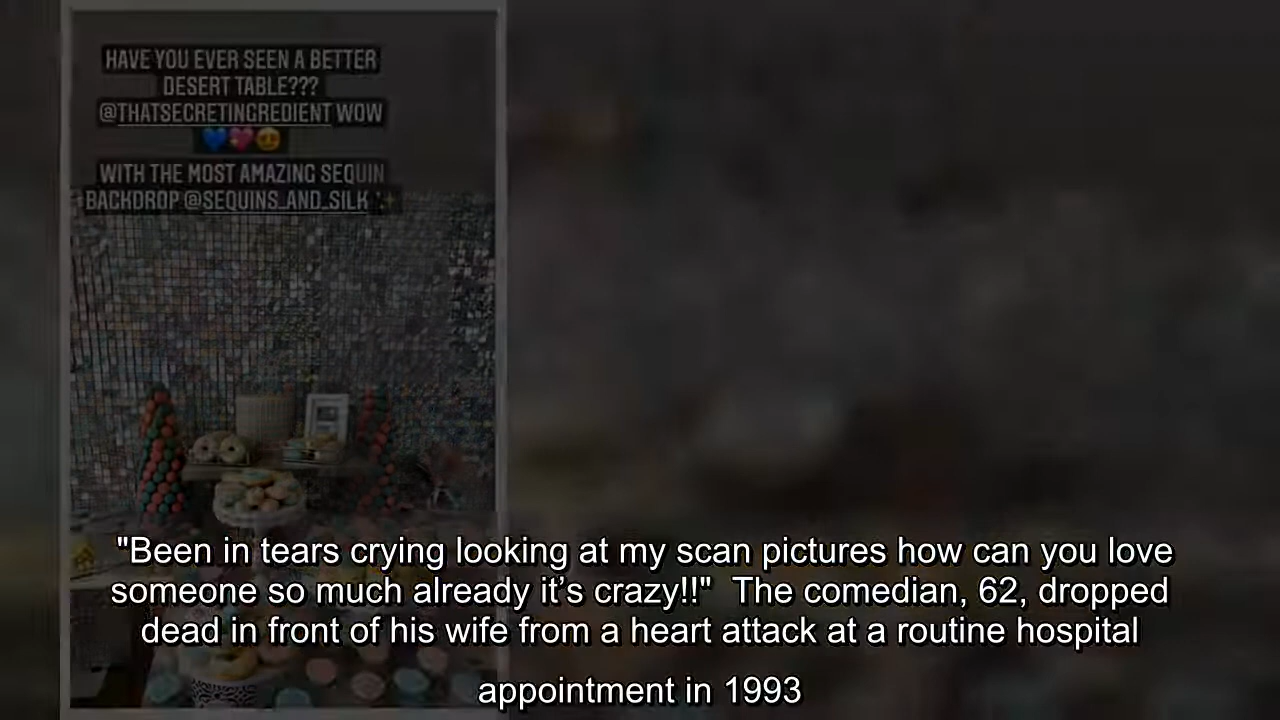 HAVE YOU EVER SEEN A BETTER
DESERT TABLE???
@THATSECRETINGREDIENT WOW
💙💖😍
WITH THE MOST AMAZING SEQUIN
BACKDROP @SEQUINS_AND_SILK ✨
"Been in tears crying looking at my scan pictures how can you love
someone so much already it’s crazy!!"  The comedian, 62, dropped
dead in front of his wife from a heart attack at a routine hospital
appointment in 1993